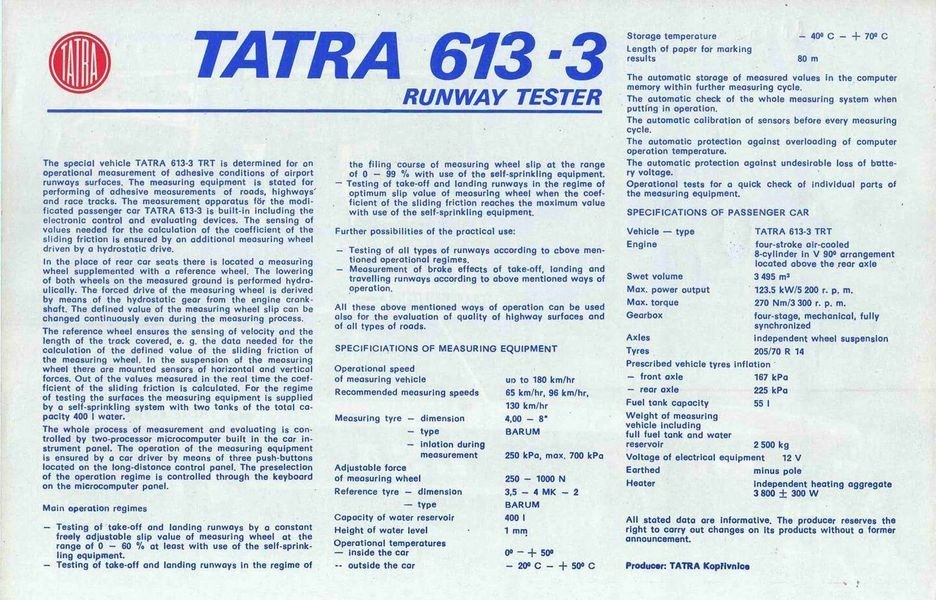 TATRA
TATRA 613-3
RUNWAY TESTER
The special vehicle TATRA 613-3 TRT is determined for an
operational measurement of adhesive conditions of airport
runways surfaces. The measuring equipment is stated for
performing of adhesive measurements of roads, highways'
and race tracks. The measurement apparatus för the modi-
ficated passenger car TATRA 613-3 is built-in including the
electronic control and evaluating devices. The sensing of
values needed for the calculation of the coefficient of the
sliding friction is ensured by an additional measuring wheel
driven by a hydrostatic drive.
In the place of rear car seats there is located a measuring
wheel supplemented with a reference wheel. The lowering
of both wheels on the measured ground is performed hydra-
ulically. The forced drive of the measuring wheel is derived
by means of the hydrostatic gear from the engine crank-
shaft. The defined value of the measuring wheel slip can be
changed continuously even during the measuring process.
The reference wheel ensures the sensing of velocity and the
length of the track covered, e. g. the data needed for the
calculation of the defined value of the sliding friction of
the measuring wheel. In the suspension of the measuring
wheel there are mounted sensors of horizontal and vertical
forces. Out of the values measured in the real time the coef-
ficient of the sliding friction is calculated. For the regime
of testing the surfaces the measuring equipment is supplied
by a self-sprinkling system with two tanks of the total ca-
pacity 400 l water.
The whole process of measurement and evaluating is con-
trolled by two-processor microcomputer built in the car in-
strument panel. The operation of the measuring equipment
is ensured by a car driver by means of three push-buttons
located on the long-distance control panel. The preselection
of the operation regime is controlled through the keyboard
on the microcomputer panel.
Main operation regimes
— Testing of take-off and landing runways by a constant
freely adjustable slip value of measuring wheel at the
range of 0 — 60 % at least with use of the self-sprink-
ling equipment.
— Testing of take-off and landing runways in the regime of
the filing course of measuring wheel slip at the range
of 0 — 99 % with use of the self-sprinkling equipment.
— Testing of take-off and landing runways in the regime of
optimum slip value of measuring wheel when the coef-
ficient of the sliding friction reaches the maximum value
with use of the self-sprinkling equipment.
Further possibilities of the practical use:
— Testing of all types of runways according to above men-
tioned operational regimes.
— Measurement of brake effects of take-off, landing and
travelling runways according to above mentioned ways of
operation.
All these above mentioned ways of operation can be used
also for the evaluation of quality of highway surfaces and
of all types of roads.
SPECIFICIATIONS OF MEASURING EQUIPMENT
Operational speed
of measuring vehicle up to 180 km/hr
Recommended measuring speeds 65 km/hr, 96 km/hr,
130 km/hr
Measuring tyre — dimension 4,00 — 8"
— type BARUM
— inlation during
measurement 250 kPa, max. 700 kPa
Adjustable force
of measuring wheel 250 — 1000 N
Reference tyre — dimension 3,5 — 4 MK — 2
— type BARUM
Capacity of water reservoir 400 l
Height of water level 1 mm
Operational temperatures
— inside the car 0º — + 50º
-- outside the car — 20º C — + 50º C
Storage temperature — 40º C — + 70º C
Length of paper for marking
results 80 m
The automatic storage of measured values in the computer
memory within further measuring cycle.
The automatic check of the whole measuring system when
putting in operation.
The automatic calibration of sensors before every measuring
cycle.
The automatic protection against overloading of computer
operation temperature.
The automatic protection against undesirable loss of batte-
ry voltage.
Operational tests for a quick check of individual parts of
the measuring equipment.
SPECIFICATIONS OF PASSENGER CAR
Vehicle — type TATRA 613-3 TRT
Engine four-stroke air-cooled
8-cylinder in V 90º arrangement
located above the rear axle
Swet volume 3 495 m³
Max. power output 123.5 kW/5 200 r. p. m.
Max. torque 270 Nm/3 300 r. p. m.
Gearbox four-stage, mechanical, fully
synchronized
Axles independent wheel suspension
Tyres 205/70 R 14
Prescribed vehicle tyres inflation
— front axle 167 kPa
— rear axle 225 kPa
Fuel tank capacity 55 l
Weight of measuring
vehicle including
full fuel tank and water
reservoir 2 500 kg
Voltage of electrical equipment 12 V
Earthed minus pole
Heater independent heating aggregate
3 800 ± 300 W
All stated data are informative. The producer reserves the
right to carry out changes on its products without a former
announcement.
Producer: TATRA Kopřivnice